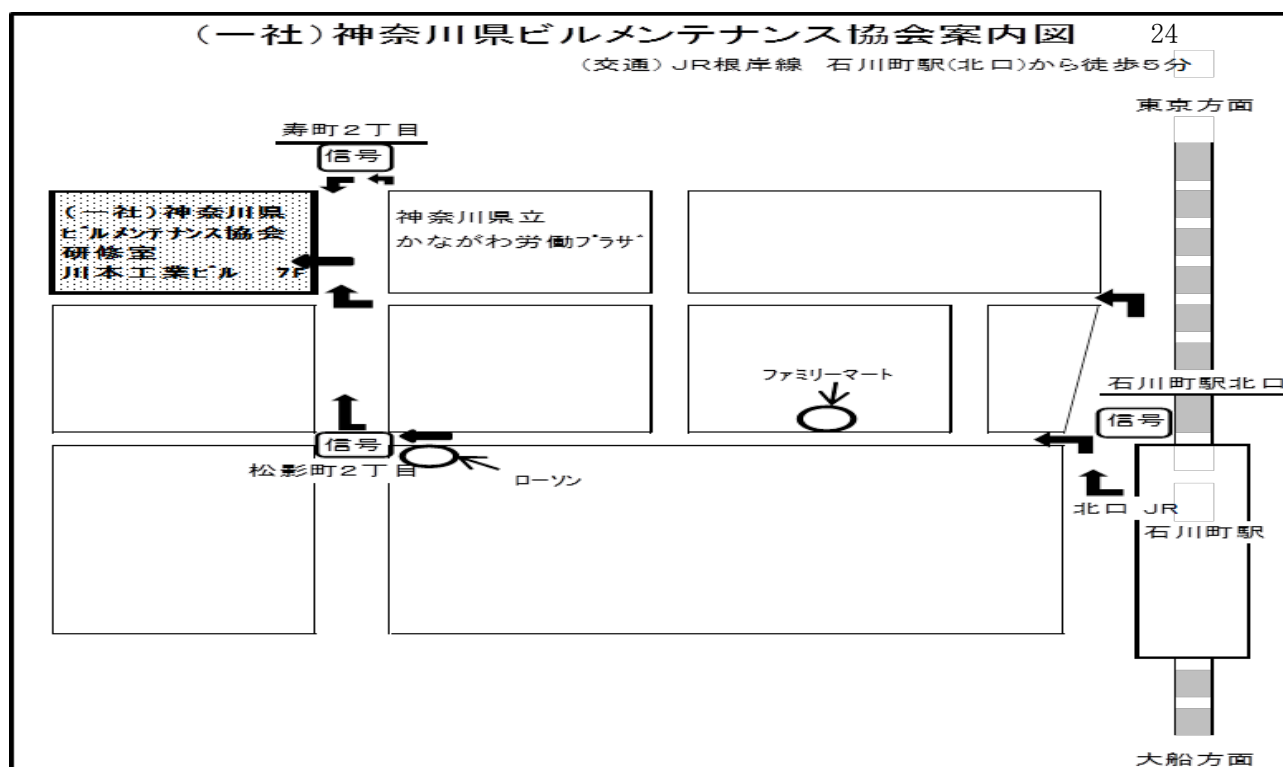 (一社)神奈川県ビルメンテナンス協会案内図 24
(交通)JR根岸線 石川町駅(北口)から徒歩5分
東京方面
寿町2丁目
信号
(一社)神奈川県
ビルメンテナンス協会
研修室
川本工業ビル 7F
神奈川県立
かながわ労働プラザ
ファミリーマート
石川町駅北口
信号
信号
松影町2丁目
ローソン
北口 JR
石川町駅
大船方面